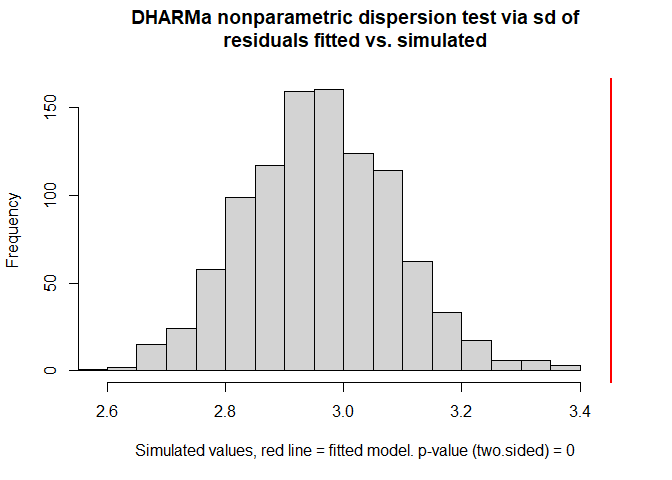 DHARMa nonparametric dispersion test via sd of
residuals fitted vs. simulated
Frequency
150
100
50
0
2.6 2.8 3.0 3.2 3.4
Simulated values, red line = fitted model. p-value (two.sided) = 0